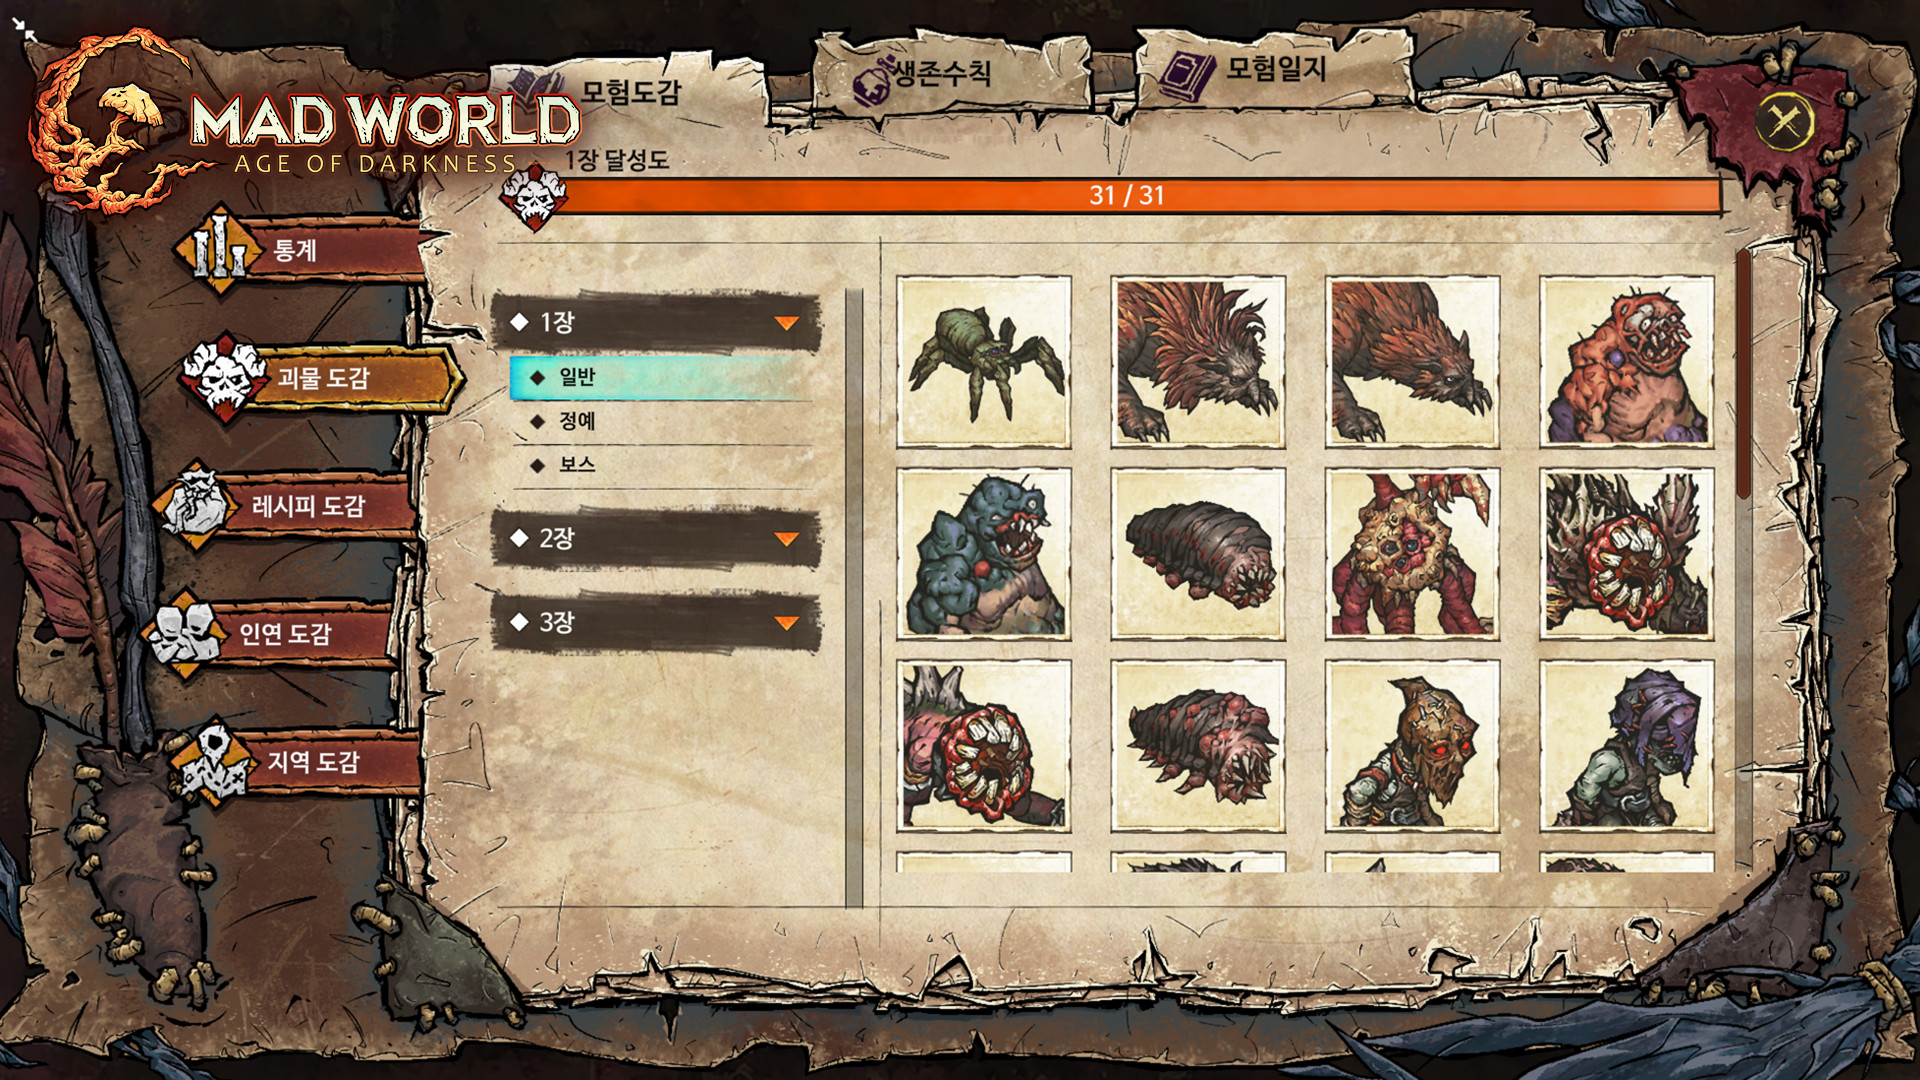 모험도감
생존수칙
모험일지
MAD WORLD
AGE OF DARKNESS
1장 달성도
31 / 31
통계
괴물 도감
레시피 도감
인연 도감
지역 도감
1장
일반
정예
보스
2장
3장